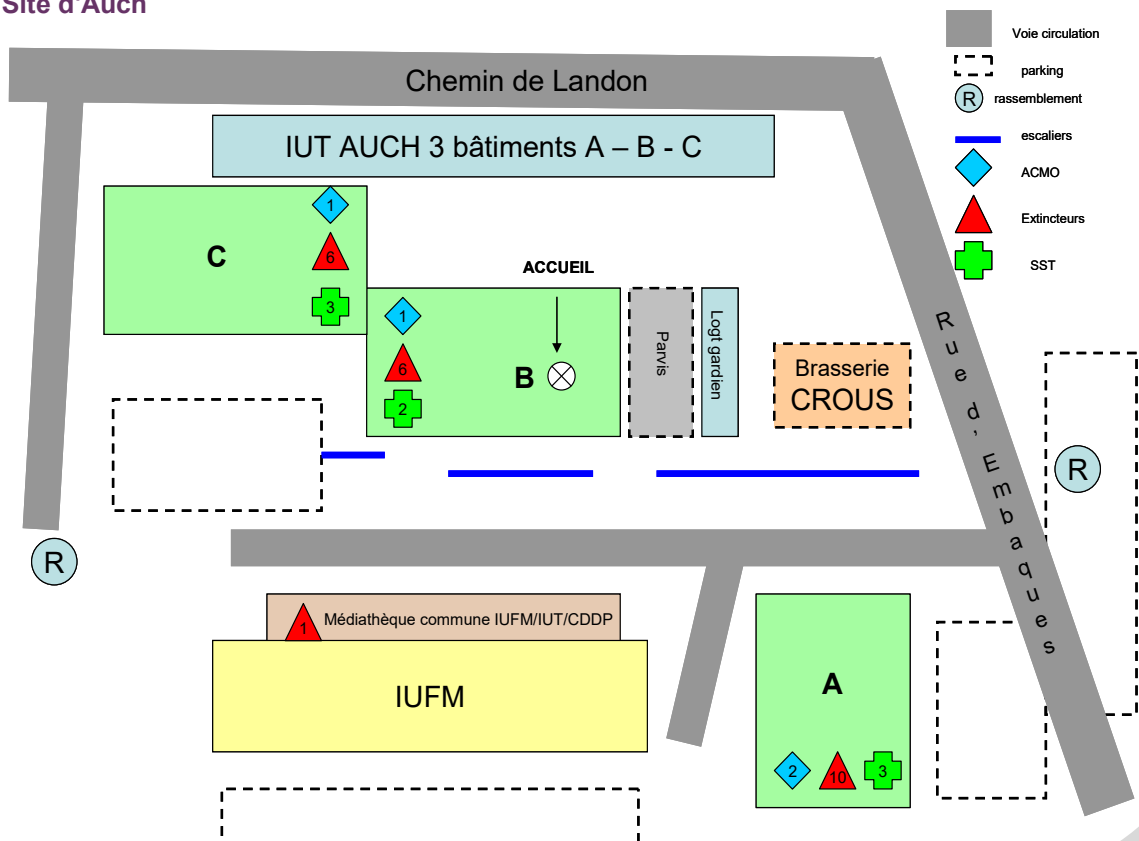 Site d'Auch
Voie circulation
parking
R
rassemblement
escaliers
ACMO
Extincteurs
SST
Chemin de Landon
IUT AUCH 3 bâtiments A – B - C
1
C
6
3
ACCUEIL
1
6
B
2
Parvis
Logt gardien
Brasserie
CROUS
Rue d'Embaques
R
R
1
Médiathèque commune IUFM/IUT/CDDP
IUFM
A
2
10
3